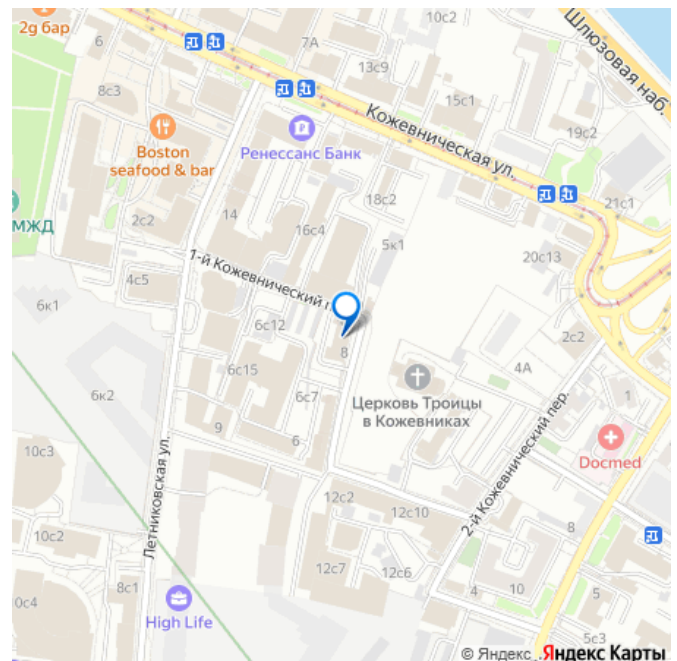 2g бар
10с2
6
7А
13с9
Шлюзовая наб.
8с3
15с1
Кожевническая ул.
19с2
Boston
seafood & bar
Ренессанс Банк
18с2
21с1
МЖД
2с2
14
16с4
5к1
20с13
1-й Кожевнический п
4с5
6к1
6с12
2с2
8
4А
6с15
6к2
Церковь Троицы
в Кожевниках
1
6с7
9
6
Docmed
10с3
Летниковская ул.
2-й Кожевнический пер.
12с2
12с10
8
10с2
12с7
12с6
8с1
4
10
0с4
High Life
5с3
© Яндекс Яндекс Карты